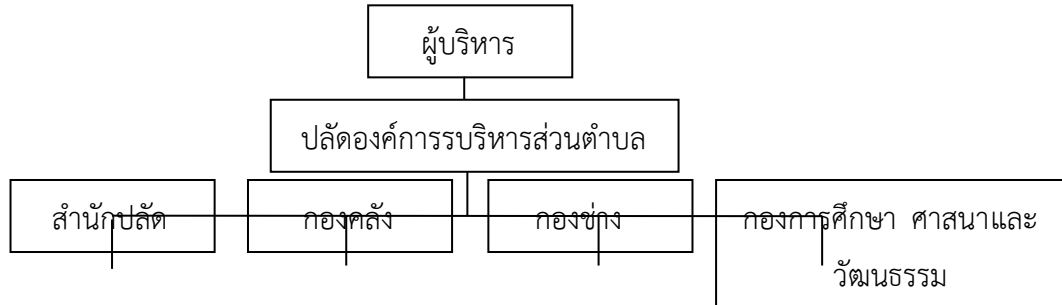 ผู้บริหาร
ปลัดองค์การรบริหารส่วนตำบล
สำนักปลัด
กองคลัง
กองช่าง
กองการศึกษา ศาสนาและ
วัฒนธรรม